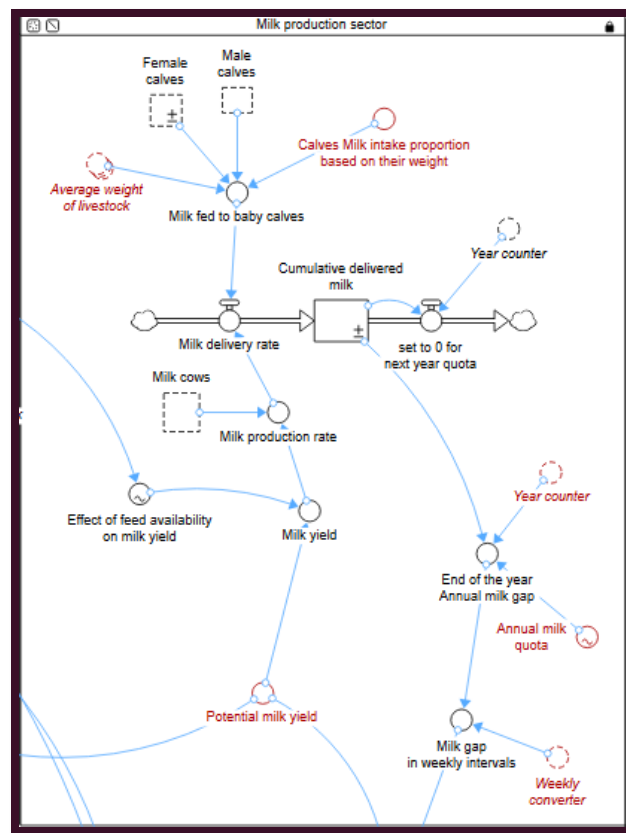 Milk production sector
Female
calves
Male
calves
Calves Milk intake proportion
based on their weight
Average weight
of livestock
Milk fed to baby calves
Year counter
Cumulative delivered
milk
Milk delivery rate
set to 0 for
next year quota
Milk cows
Milk production rate
Year counter
Effect of feed availability
on milk yield
Milk yield
End of the year
Annual milk gap
Annual milk
quota
Potential milk yield
Milk gap
in weekly intervals
Weekly
converter